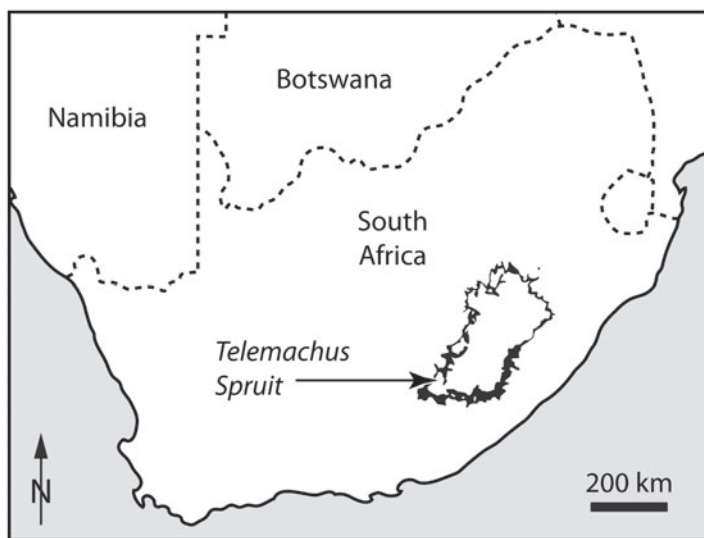 Botswana
Namibia
South
Africa
Telemachus
Spruit
N
200 km